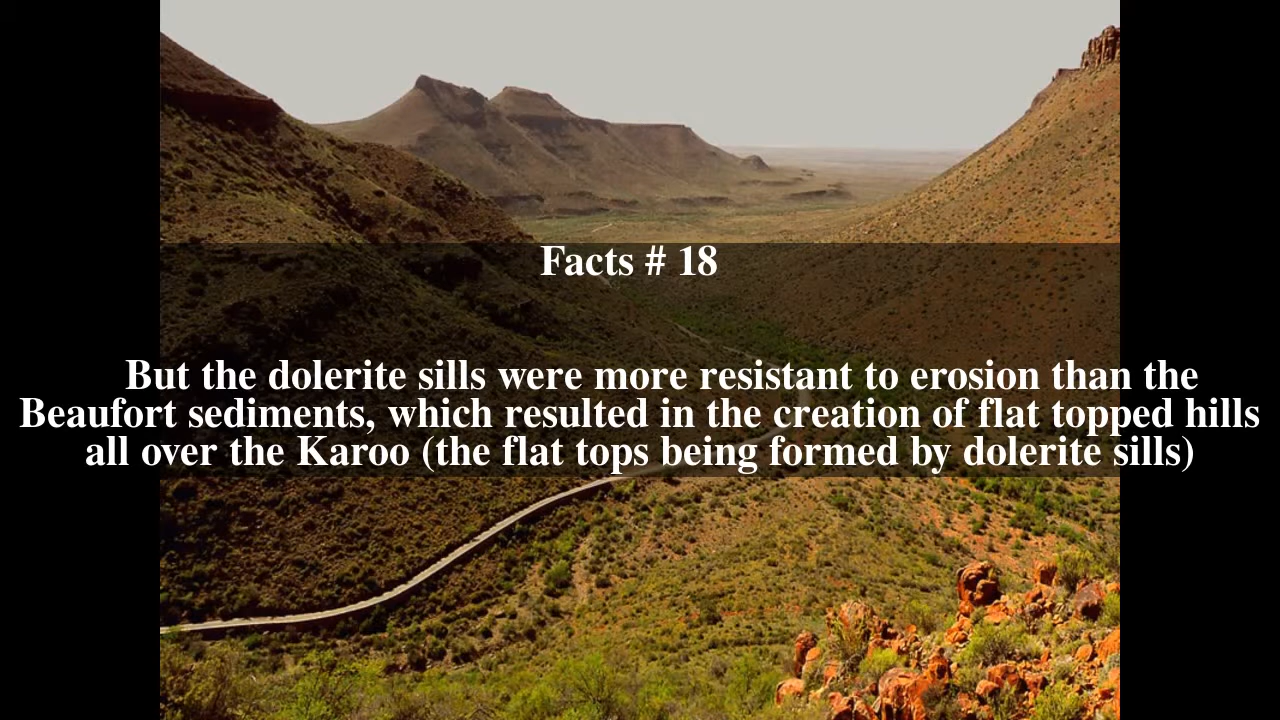 Facts # 18
But the dolerite sills were more resistant to erosion than the
Beaufort sediments, which resulted in the creation of flat topped hills
all over the Karoo (the flat tops being formed by dolerite sills)